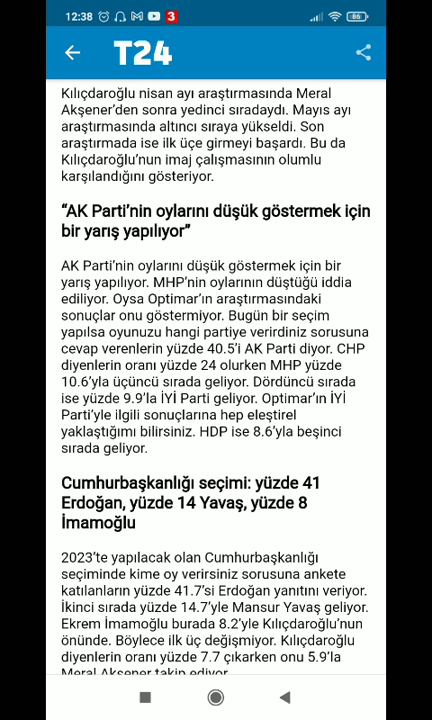 12:38
3
86
T24
Kılıçdaroğlu nisan ayı araştırmasında Meral
Akşener'den sonra yedinci sıradaydı. Mayıs ayı
araştırmasında altıncı sıraya yükseldi. Son
araştırmada ise ilk üçe girmeyi başardı. Bu da
Kılıçdaroğlu'nun imaj çalışmasının olumlu
karşılandığını gösteriyor.
“AK Parti'nin oylarını düşük göstermek için
bir yarış yapılıyor”
AK Parti'nin oylarını düşük göstermek için bir
yarış yapılıyor. MHP'nin oylarının düştüğü iddia
ediliyor. Oysa Optimar'ın araştırmasındaki
sonuçlar onu göstermiyor. Bugün bir seçim
yapılsa oyunuzu hangi partiye verirdiniz sorusuna
cevap verenlerin yüzde 40.5'i AK Parti diyor. CHP
diyenlerin oranı yüzde 24 olurken MHP yüzde
10.6'yla üçüncü sırada geliyor. Dördüncü sırada
ise yüzde 9.9'la İYİ Parti geliyor. Optimar'ın İYİ
Parti'yle ilgili sonuçlarına hep eleştirel
yaklaştığımı bilirsiniz. HDP ise 8.6'yla beşinci
sırada geliyor.
Cumhurbaşkanlığı seçimi: yüzde 41
Erdoğan, yüzde 14 Yavaş, yüzde 8
İmamoğlu
2023'te yapılacak olan Cumhurbaşkanlığı
seçiminde kime oy verirsiniz sorusuna ankete
katılanların yüzde 41.7'si Erdoğan yanıtını veriyor.
İkinci sırada yüzde 14.7'yle Mansur Yavaş geliyor.
Ekrem İmamoğlu burada 8.2'yle Kılıçdaroğlu'nun
önünde. Böylece ilk üç değişmiyor. Kılıçdaroğlu
diyenlerin oranı yüzde 7.7 çıkarken onu 5.9'la
Meral Akşener takip ediyor.